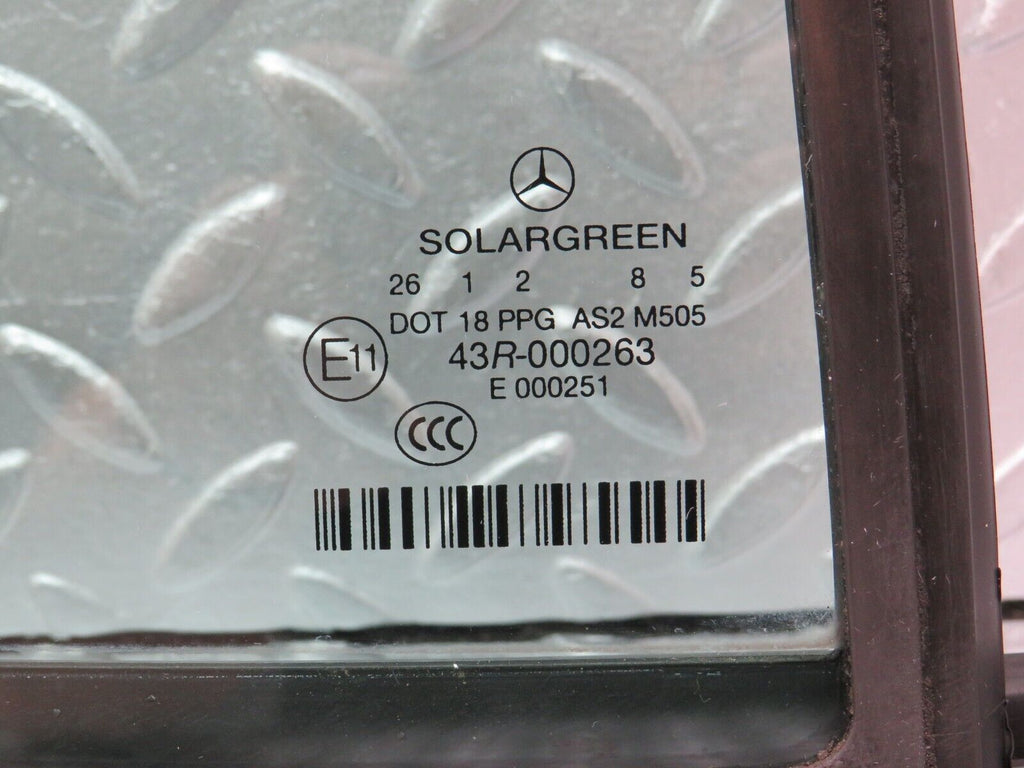 SOLARGREEN
26 1 2 8 5
DOT 18 PPG AS2 M505
E11 43R-000263
E 000251
CCC